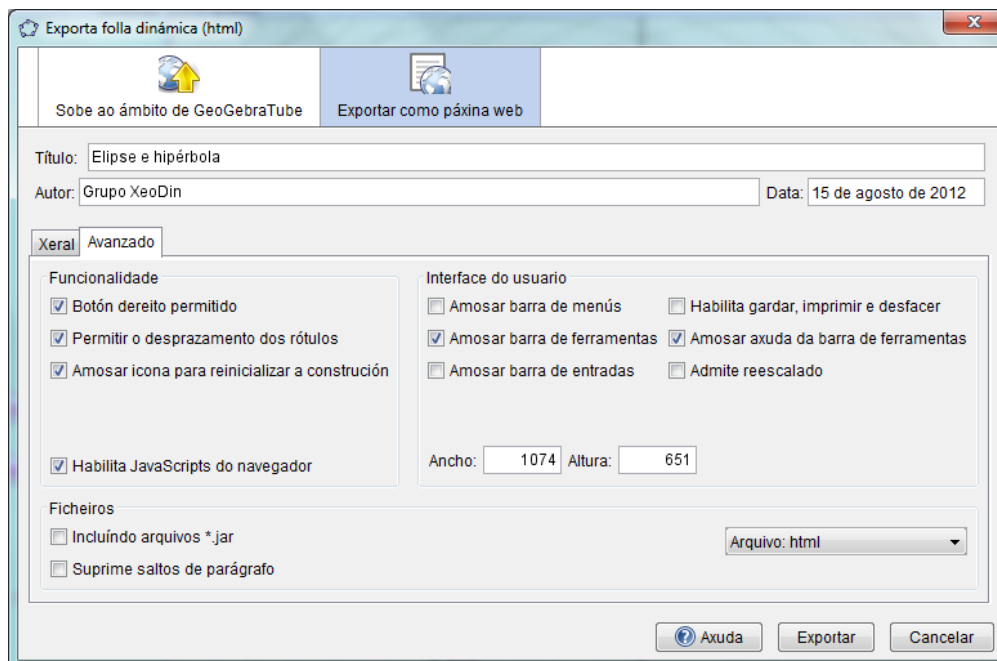 Exporta folla dinámica (html)
Sobe ao ámbito de GeoGebraTube
Exportar como páxina web
Título: Elipse e hipérbola
Autor: Grupo XeoDin Data: 15 de agosto de 2012
Xeral Avanzado
Funcionalidade
Botón dereito permitido
Permitir o desprazamento dos rótulos
Amosar icona para reinicializar a construción
Habilita JavaScripts do navegador
Interface do usuario
Amosar barra de menús Habilita gardar, imprimir e desfacer
Amosar barra de ferramentas Amosar axuda da barra de ferramentas
Amosar barra de entradas Admite reescalado
Ancho: 1074 Altura: 651
Ficheiros
Incluíndo arquivos *.jar
Suprime saltos de parágrafo
Arquivo: html
Axuda Exportar Cancelar